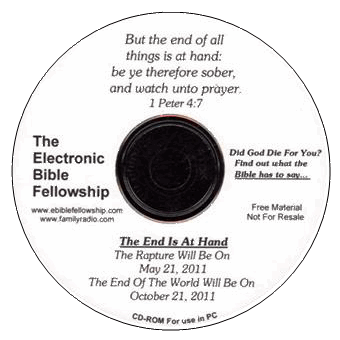 But the end of all
things is at hand:
be ye therefore sober,
and watch unto prayer.
1 Peter 4:7
The
Electronic
Bible
Fellowship
www.ebiblefellowship.com
www.familyradio.com
Did God Die For You?
Find out what the
Bible has to say...
Free Material
Not For Resale
The End Is At Hand
The Rapture Will Be On
May 21, 2011
The End Of The World Will Be On
October 21, 2011
CD-ROM For use in PC